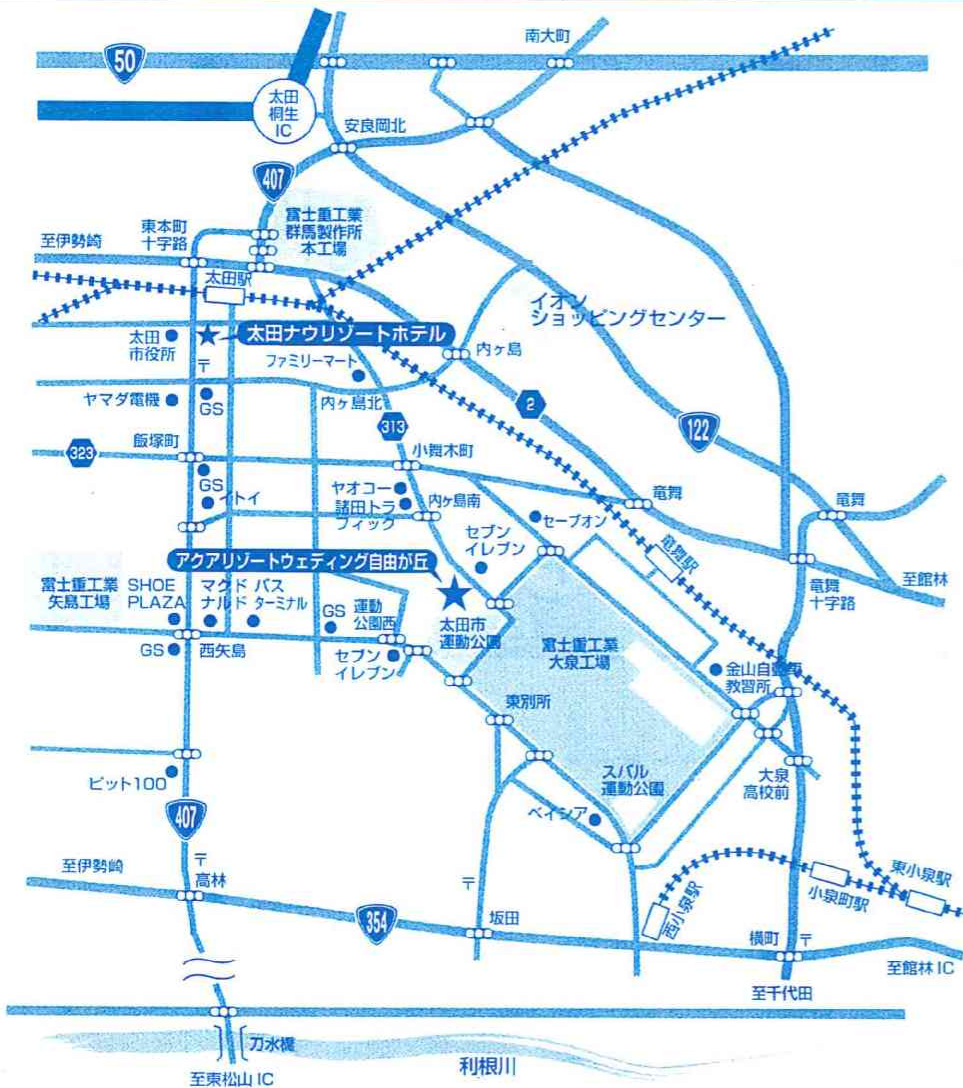 50
南大町
太田
桐生
IC
安良岡北
407
富士重工業
群馬製作所
本工場
東本町
十字路
至伊勢崎
太田駅
イオン
ショッピングセンター
太田
市役所
太田ナウリゾートホテル
〒
ファミリーマート
内ヶ島
ヤマダ電機
GS
内ヶ島北
2
122
313
323
飯塚町
小舞木町
GS
イトイ
ヤオコー
諸田トラ
フィック
内ヶ島南
竜舞
竜舞
セブン
イレブン
セーブオン
竜舞駅
アクアリゾートウェディング自由が丘
至館林
竜舞
十字路
富士重工業
矢島工場
SHOE
PLAZA
マクド
ナルド
バス
ターミナル
GS
運動
公園西
太田市
運動公園
富士重工業
大泉工場
GS
西矢島
セブン
イレブン
金山自動車
教習所
東別所
ピット100
スバル
運動公園
大泉
高校前
ベイシア
407
〒
至伊勢崎
高林
〒
354
坂田
西小泉駅
小泉町駅
東小泉駅
横町
〒
至館林 IC
至千代田
刀水橋
利根川
至東松山 IC